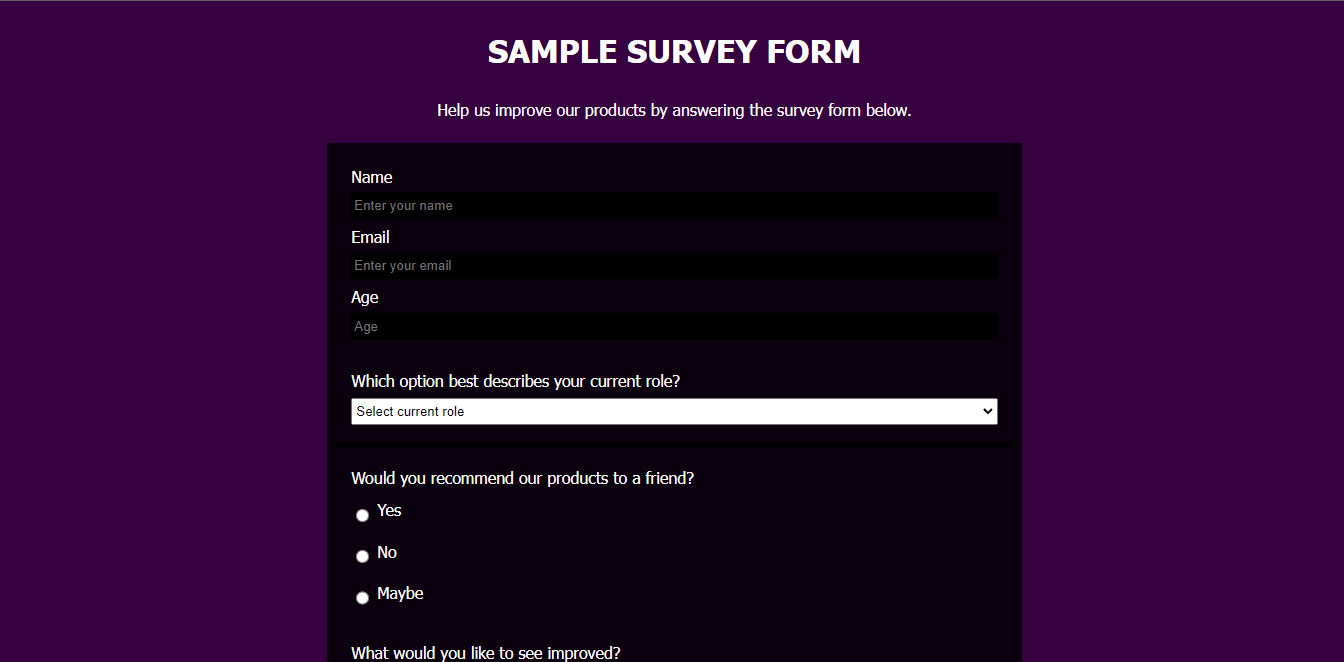 SAMPLE SURVEY FORM
Help us improve our products by answering the survey form below.
Name
Enter your name
Email
Enter your email
Age
Age
Which option best describes your current role?
Select current role
Would you recommend our products to a friend?
Yes
No
Maybe
What would you like to see improved?